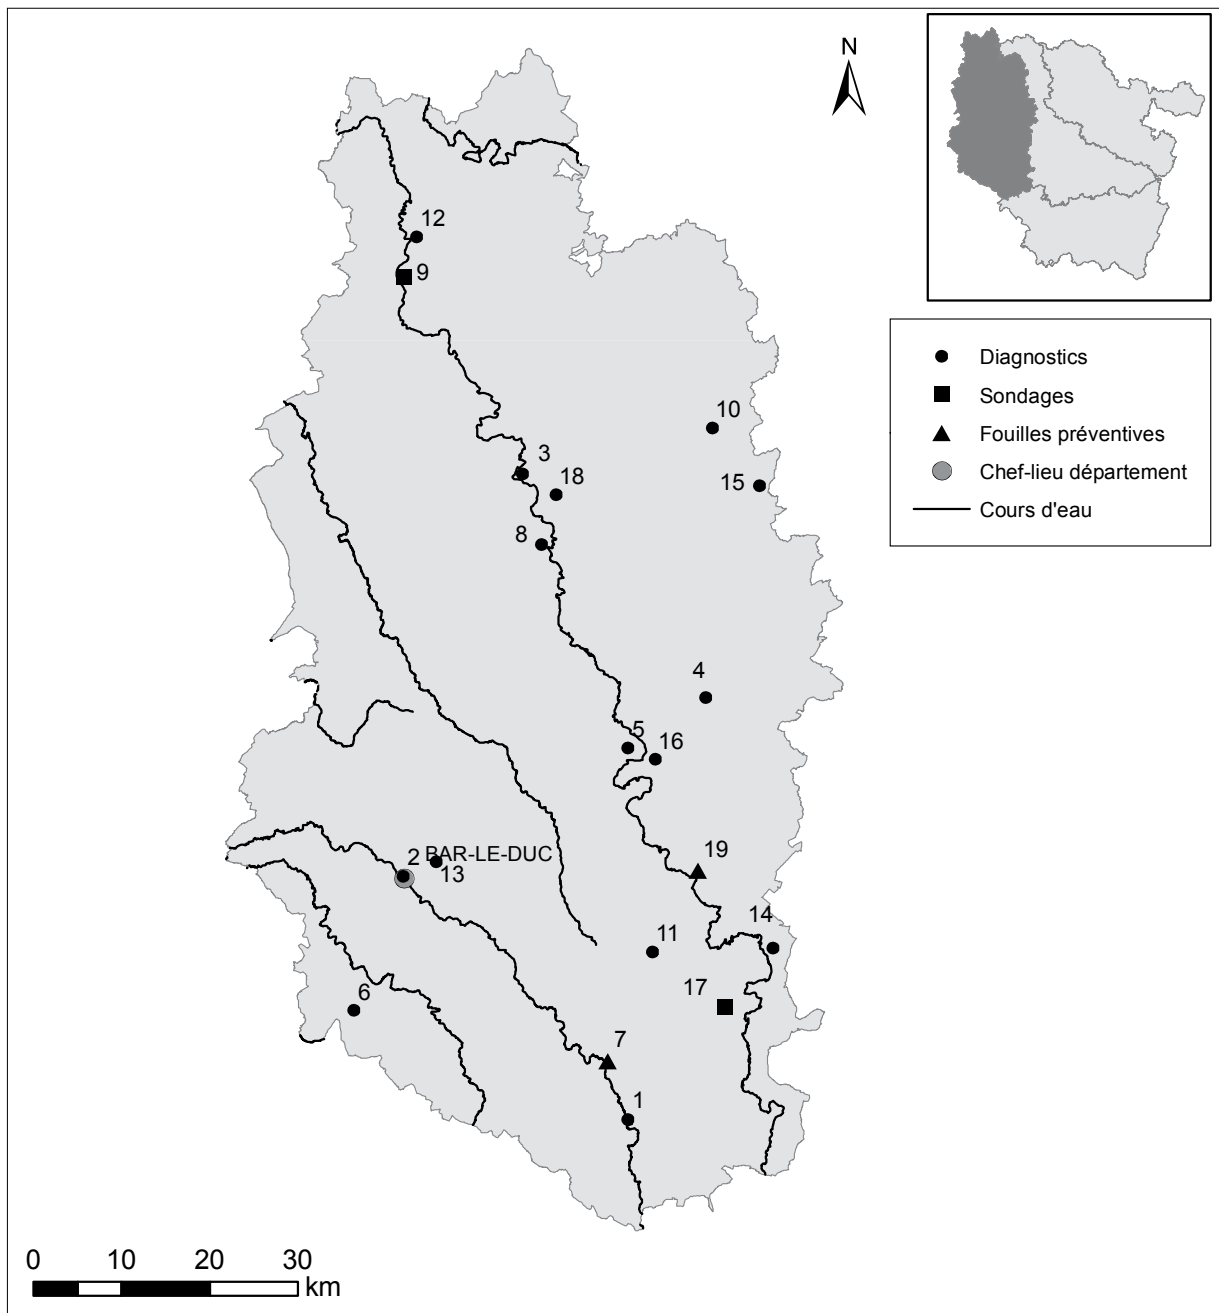 N
12
9
10
3
18
15
8
4
5
16
19
2
BAR-LE-DUC
13
14
11
17
6
7
1
Diagnostics
Sondages
Fouilles préventives
Chef-lieu département
Cours d'eau
0 10 20 30
km